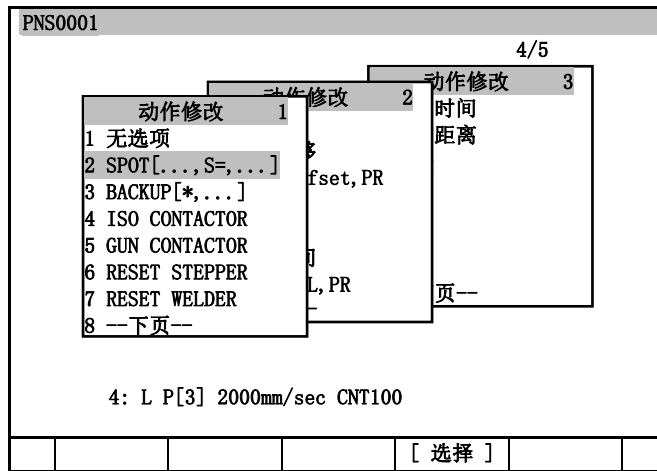 PNS0001
4/5
动作修改 3
时间
距离
页--
修改 2
fset,PR
L,PR
动作修改 1
1 无选项
2 SPOT[...,S=,...]
3 BACKUP[*,...]
4 ISO CONTACTOR
5 GUN CONTACTOR
6 RESET STEPPER
7 RESET WELDER
8 --下页--
4: L P[3] 2000mm/sec CNT100
[ 选择 ]